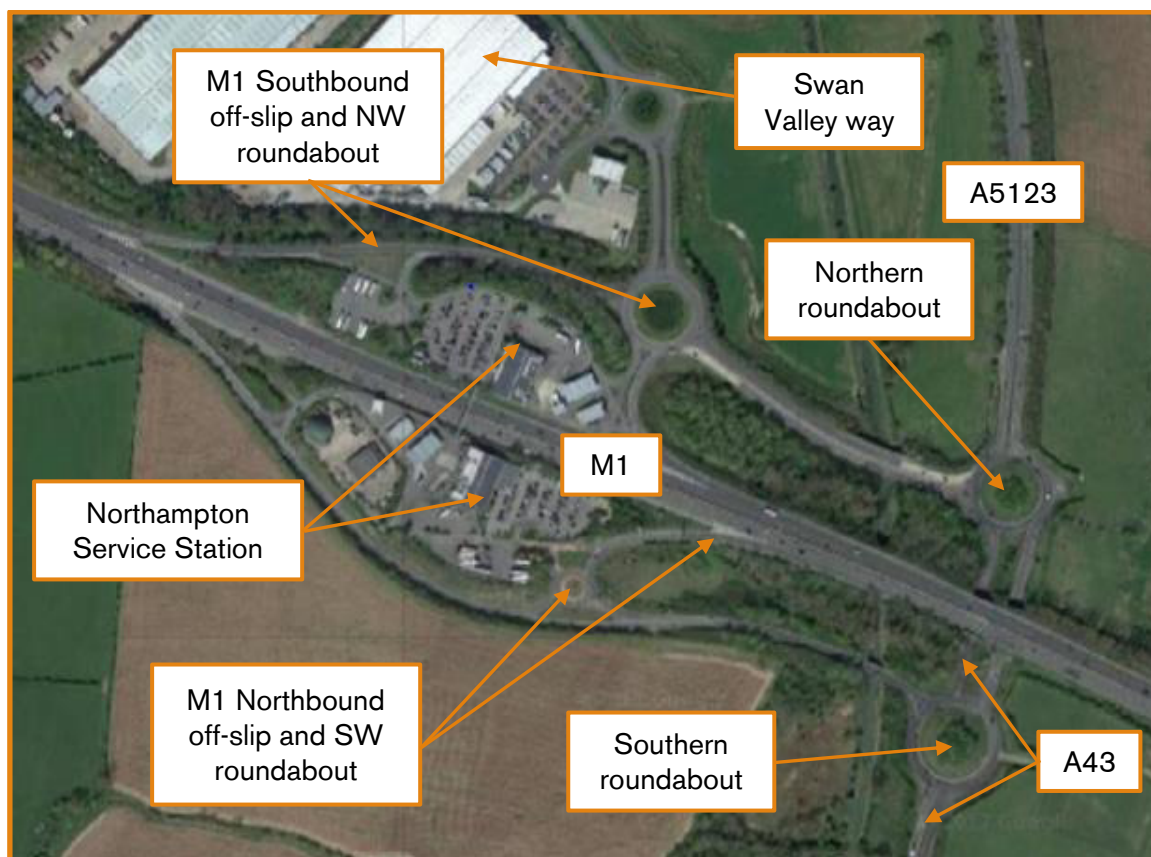 M1 Southbound
off-slip and NW
roundabout
Swan
Valley way
A5123
Northern
roundabout
M1
Northampton
Service Station
M1 Northbound
off-slip and SW
roundabout
Southern
roundabout
A43